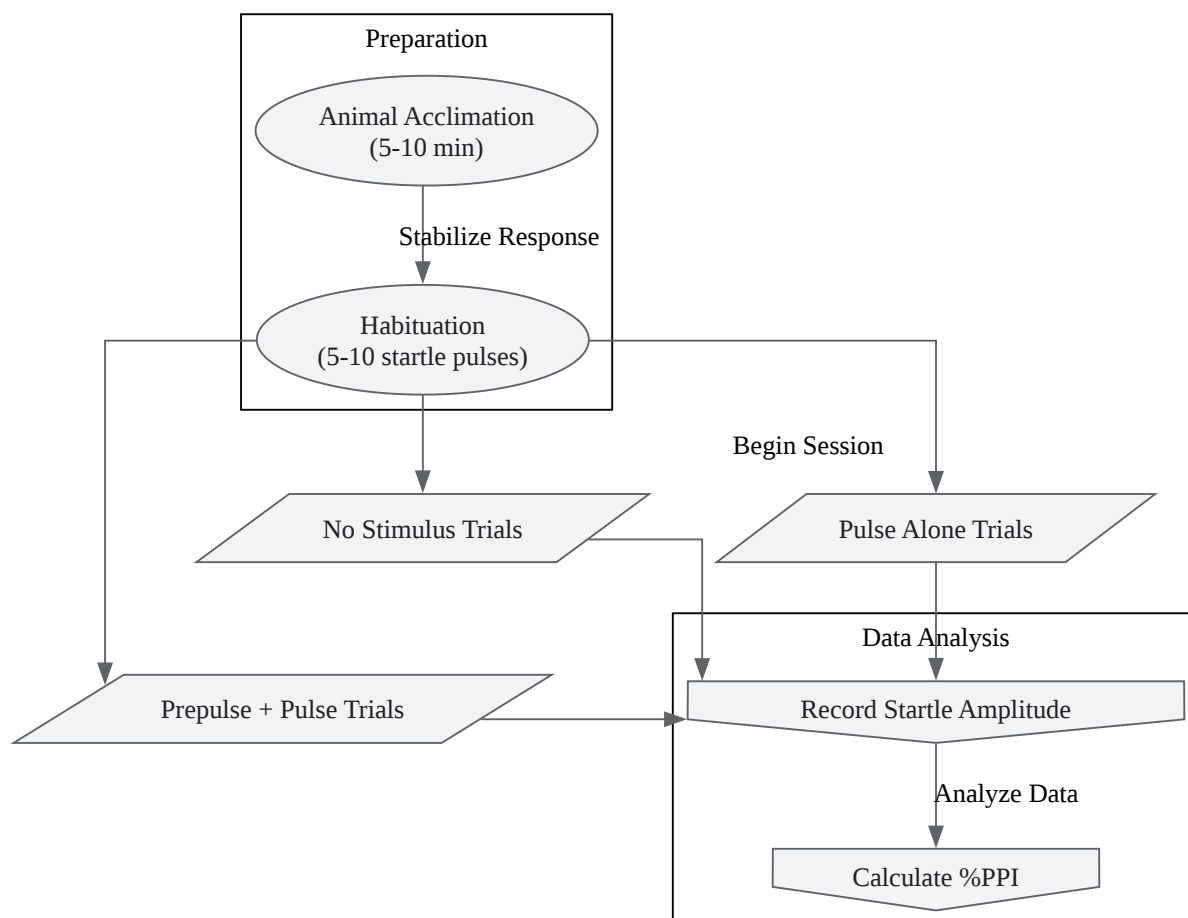 Preparation
Animal Acclimation
(5-10 min)
Stabilize Response
Habituation
(5-10 startle pulses)
Begin Session
No Stimulus Trials
Pulse Alone Trials
Data Analysis
Prepulse + Pulse Trials
Record Startle Amplitude
Analyze Data
Calculate %PPI